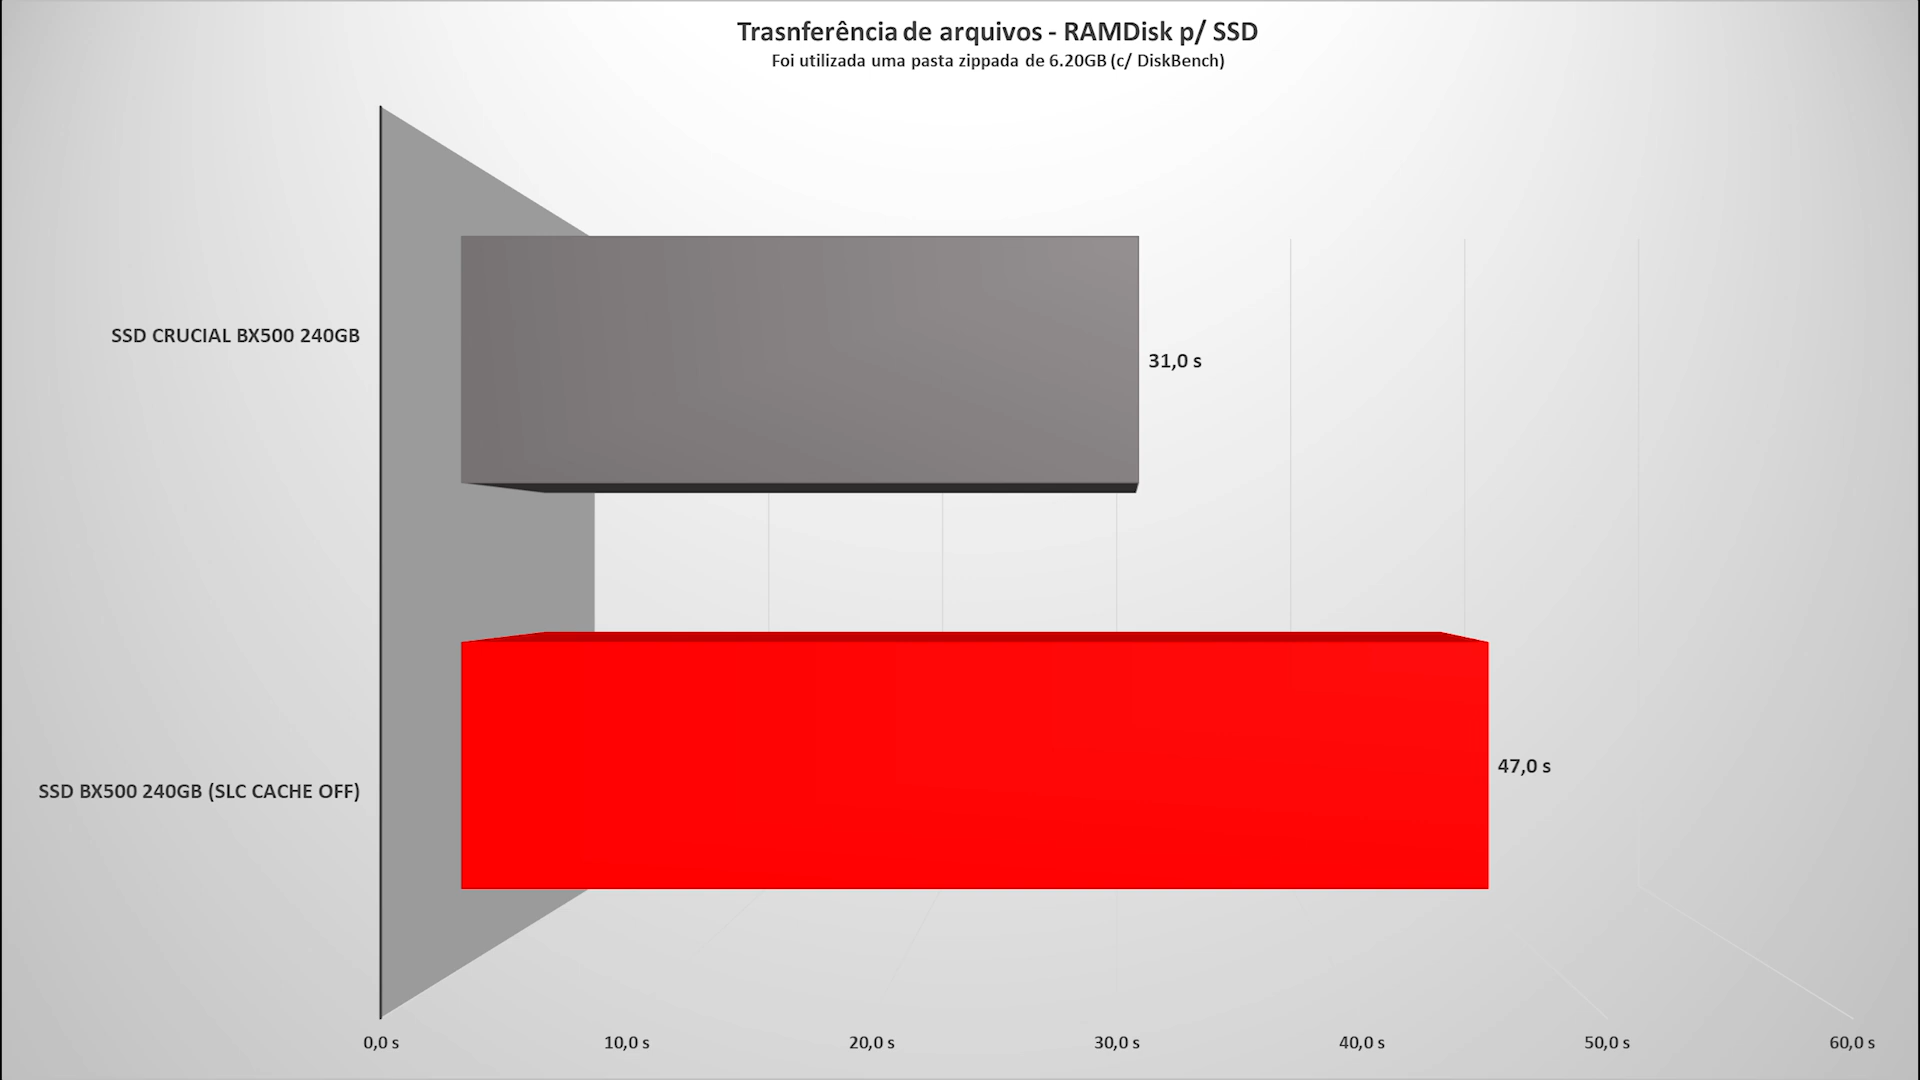 Trasnferência de arquivos - RAMDisk p/ SSD
Foi utilizada uma pasta zippada de 6.20GB (c/ DiskBench)
SSD CRUCIAL BX500 240GB
31,0 s
47,0 s
SSD BX500 240GB (SLC CACHE OFF)
0,0 s 10,0 s 20,0 s 30,0 s 40,0 s 50,0 s 60,0 s